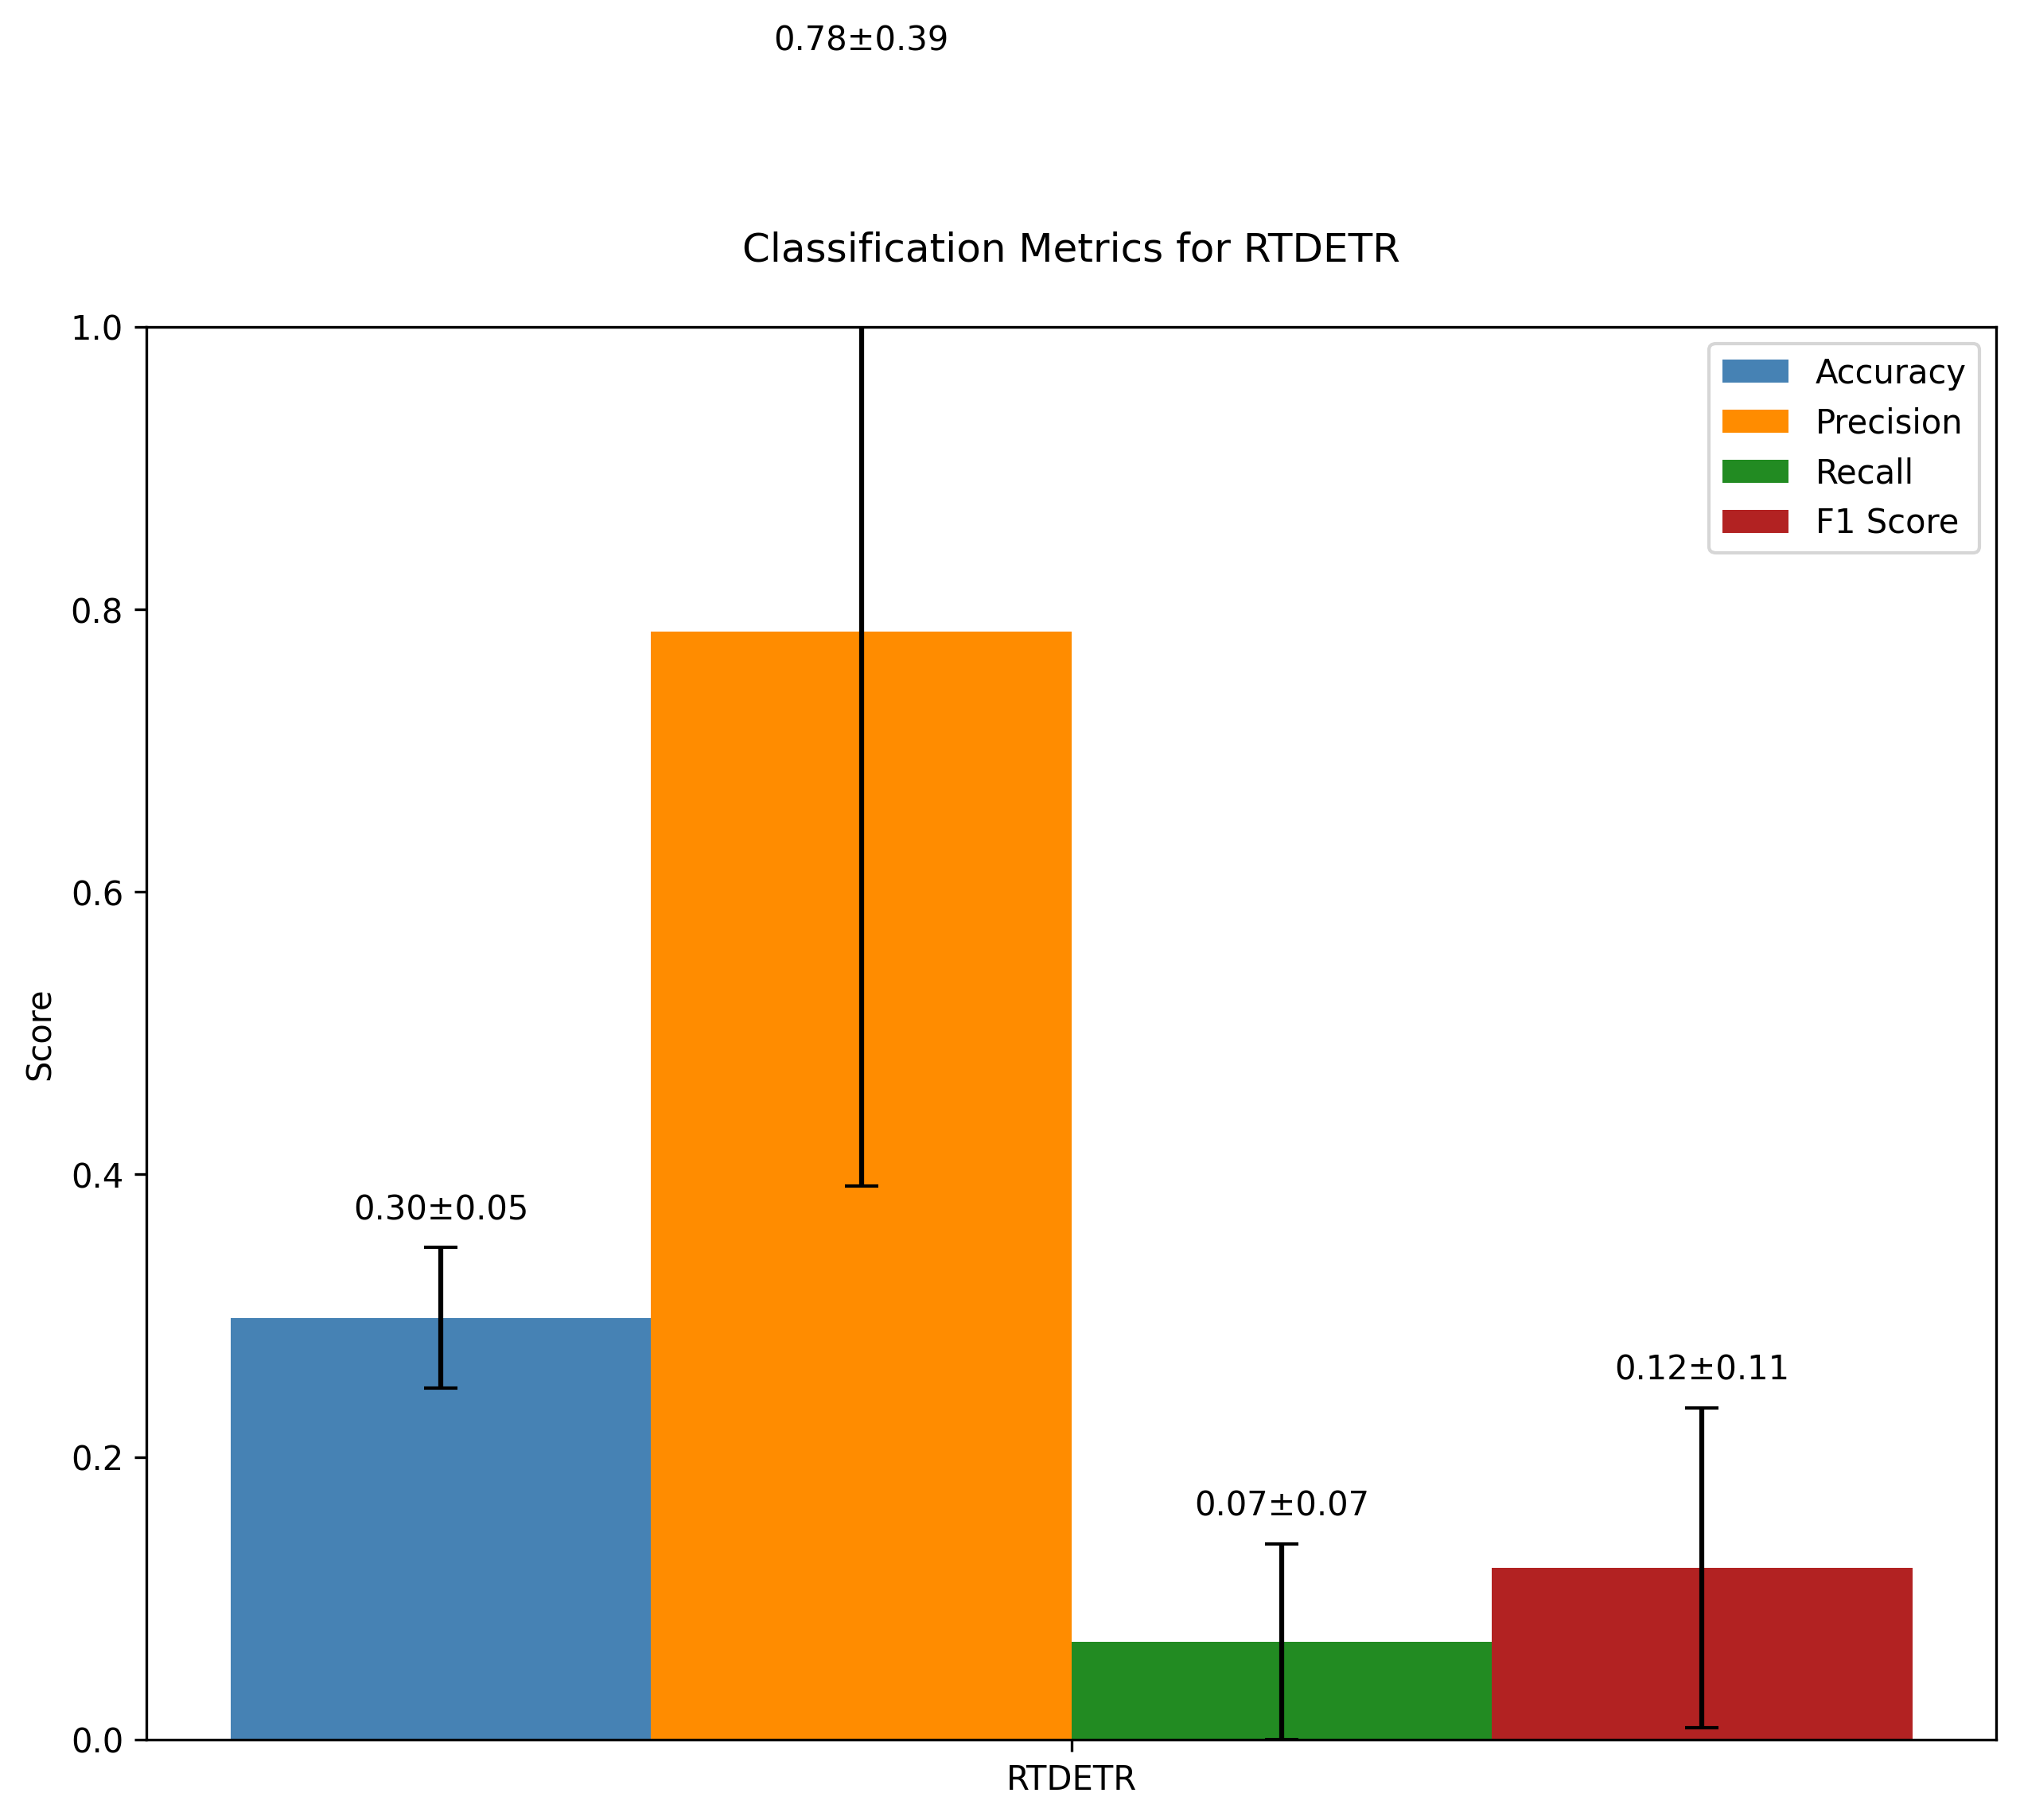 0.78±0.39
Classification Metrics for RTDETR
1.0
0.8
0.6
0.4
0.2
0.0
Score
Accuracy
Precision
Recall
F1 Score
0.30±0.05
0.07±0.07
0.12±0.11
RTDETR